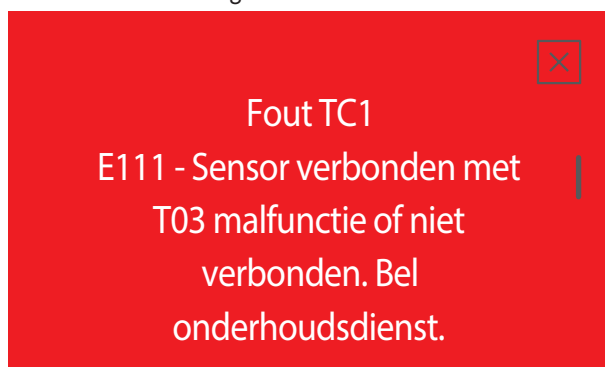 Fout TC1
E111 - Sensor verbonden met
T03 malfunctie of niet
verbonden. Bel
onderhoudsdienst.